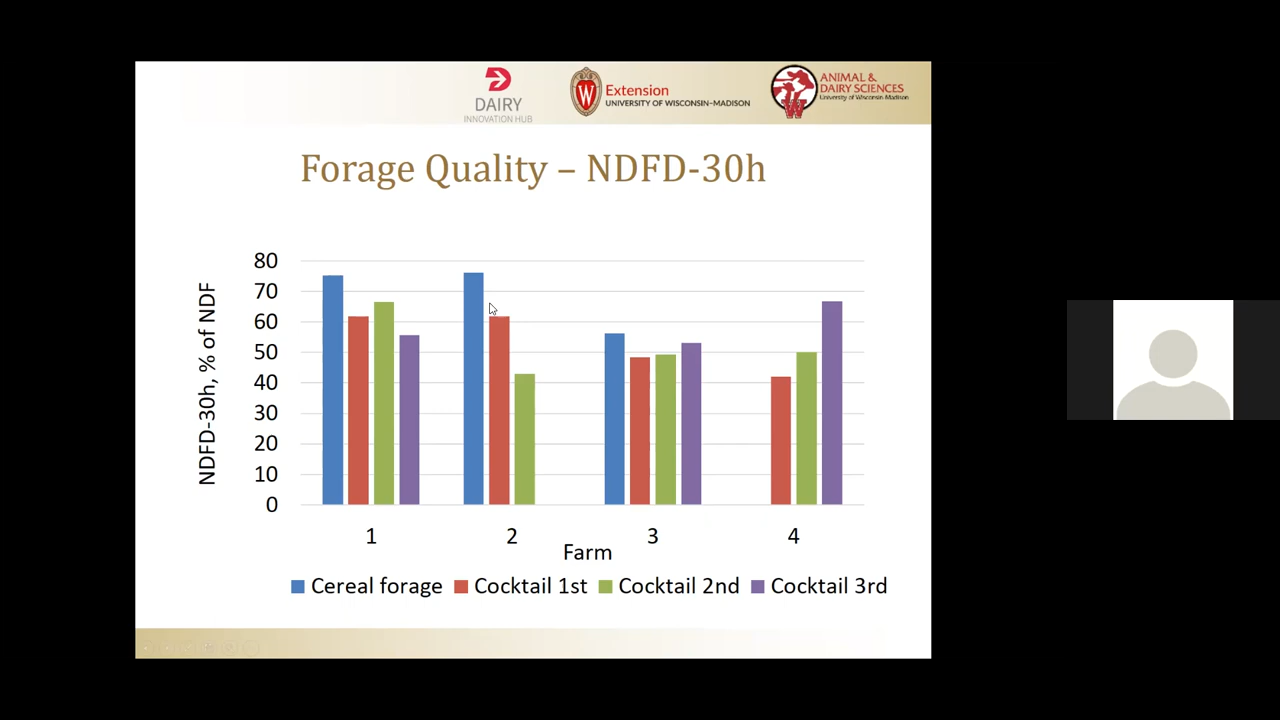 DAIRY
INNOVATION HUB
W
Extension
UNIVERSITY OF WISCONSIN–MADISON
W
ANIMAL &
DAIRY SCIENCES
University of Wisconsin-Madison
Forage Quality – NDFD-30h
NDFD-30h, % of NDF
80
70
60
50
40
30
20
10
0
1 2 3 4
Farm
Cereal forage Cocktail 1st Cocktail 2nd Cocktail 3rd